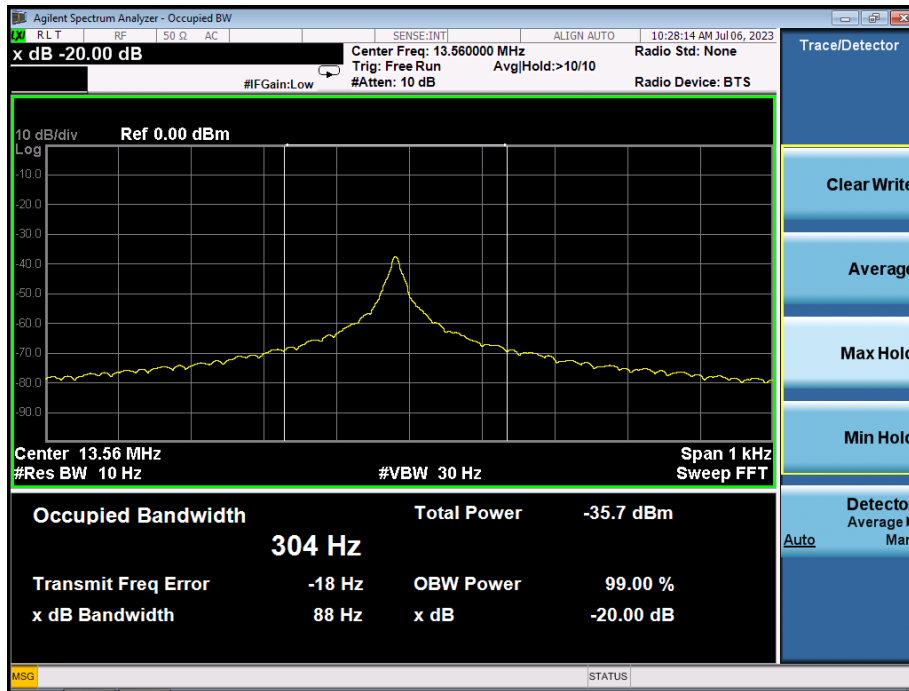 Agilent Spectrum Analyzer - Occupied BW
LXI RLT RF 50 Ω AC SENSE:INT ALIGN AUTO 10:28:14 AM Jul 06, 2023
x dB -20.00 dB
Center Freq: 13.560000 MHz
Radio Std: None
Trig: Free Run Avg|Hold:>10/10
#IFGain:Low #Atten: 10 dB Radio Device: BTS
Trace/Detector
10 dB/div Ref 0.00 dBm
Log
-10.0
-20.0
-30.0
-40.0
-50.0
-60.0
-70.0
-80.0
-90.0
Center 13.56 MHz Span 1 kHz
#Res BW 10 Hz #VBW 30 Hz Sweep FFT
Occupied Bandwidth Total Power -35.7 dBm
304 Hz
Transmit Freq Error -18 Hz OBW Power 99.00 %
x dB Bandwidth 88 Hz x dB -20.00 dB
Clear Write
Average
Max Hold
Min Hold
Detector
Average
Auto Man
MSG STATUS